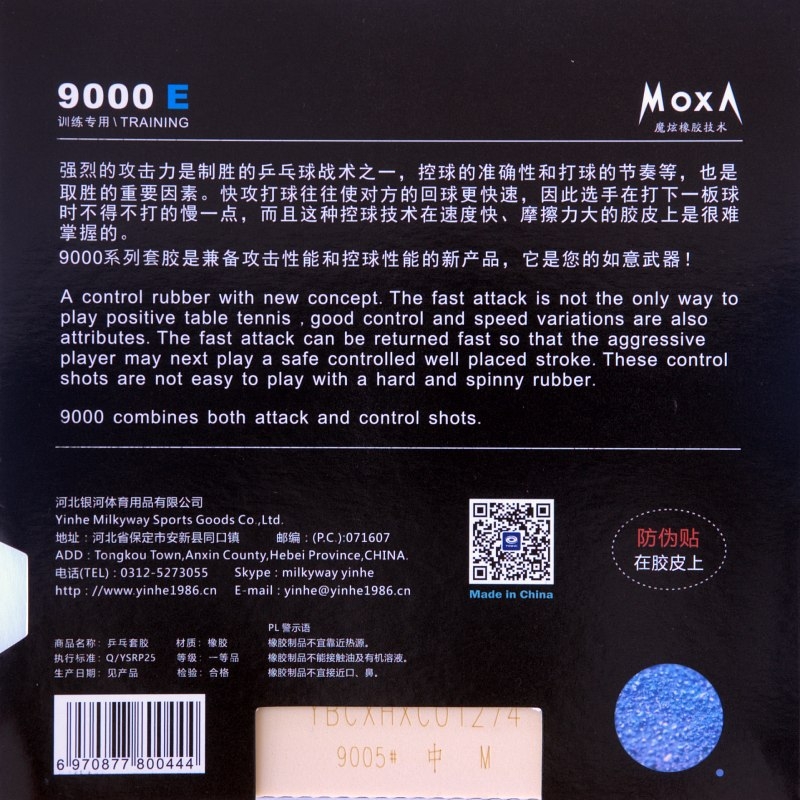 9000 E
训练专用\TRAINING
MOXA
魔炫橡胶技术
强烈的攻击力是制胜的乒乓球战术之一，控球的准确性和打球的节奏等，也是
取胜的重要因素。快攻打球往往使对方的回球更快速，因此选手在打下一板球
时不得不打的慢一点，而且这种控球技术在速度快、摩擦力大的胶皮上是很难
掌握的。
9000系列套胶是兼备攻击性能和控球性能的新产品，它是您的如意武器！
A control rubber with new concept. The fast attack is not the only way to
play positive table tennis , good control and speed variations are also
attributes. The fast attack can be returned fast so that the aggressive
player may next play a safe controlled well placed stroke. These control
shots are not easy to play with a hard and spinny rubber.
9000 combines both attack and control shots.
河北银河体育用品有限公司
Yinhe Milkyway Sports Goods Co.,Ltd.
地址：河北省保定市安新县同口镇 邮编：(P.C.):071607
ADD : Tongkou Town,Anxin County,Hebei Province,CHINA.
电话(TEL) : 0312-5273055 Skype : milkyway yinhe
http : //www.yinhe1986.cn E-mail : yinhe@yinhe1986.cn
Made in China
防伪贴
在胶皮上
商品名称：乒乓套胶 材质：橡胶
执行标准：Q/YSRP25 等级：一等品
生产日期：见产品 检验：合格
PL 警示语
橡胶制品不宜靠近热源。
橡胶制品不能接触油及有机溶液。
橡胶制品不宜接近口、鼻。
6 970877 800444
YBCXHXC01274
9005# 中 M